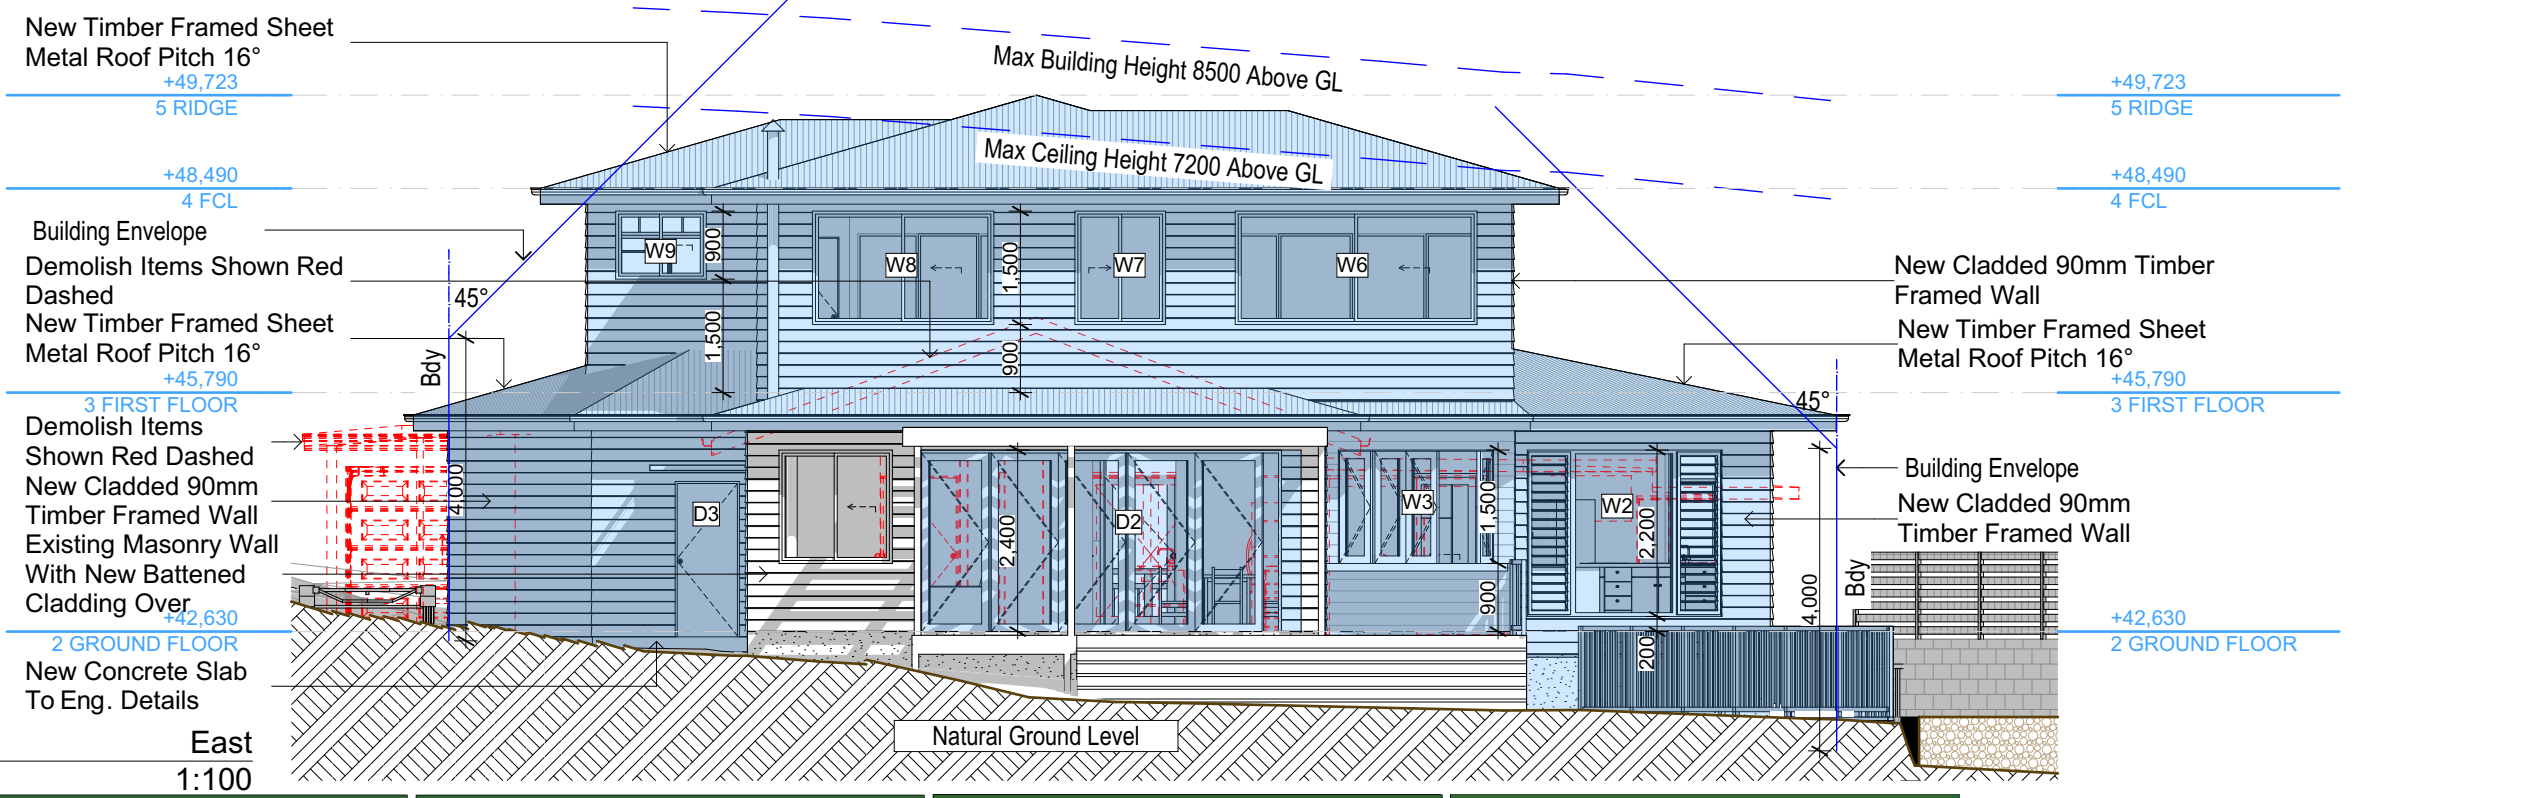 New Timber Framed Sheet
Metal Roof Pitch 16°
+49,723
5 RIDGE
+48,490
4 FCL
Building Envelope
Demolish Items Shown Red
Dashed
New Timber Framed Sheet
Metal Roof Pitch 16°
+45,790
3 FIRST FLOOR
Demolish Items
Shown Red Dashed
New Cladded 90mm
Timber Framed Wall
Existing Masonry Wall
With New Battened
Cladding Over
+42,630
2 GROUND FLOOR
New Concrete Slab
To Eng. Details
East
1:100
Max Building Height 8500 Above GL
Max Ceiling Height 7200 Above GL
45°
Bdy
4,000
W9
900
1,500
W8
1,500
900
W7
W6
D3
2,400
D2
W3
1,500
900
W2
2,200
200
Natural Ground Level
45°
4,000
Bdy
+49,723
5 RIDGE
+48,490
4 FCL
New Cladded 90mm Timber
Framed Wall
New Timber Framed Sheet
Metal Roof Pitch 16°
+45,790
3 FIRST FLOOR
Building Envelope
New Cladded 90mm
Timber Framed Wall
+42,630
2 GROUND FLOOR